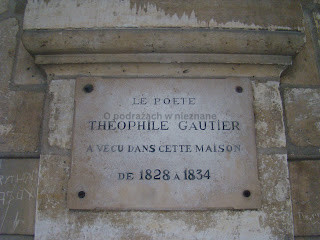 LE POETE
O podróżach w nieznane
THEOPHILE GAUTIER
A VECU DANS CETTE MAISON
DE 1828 A 1834